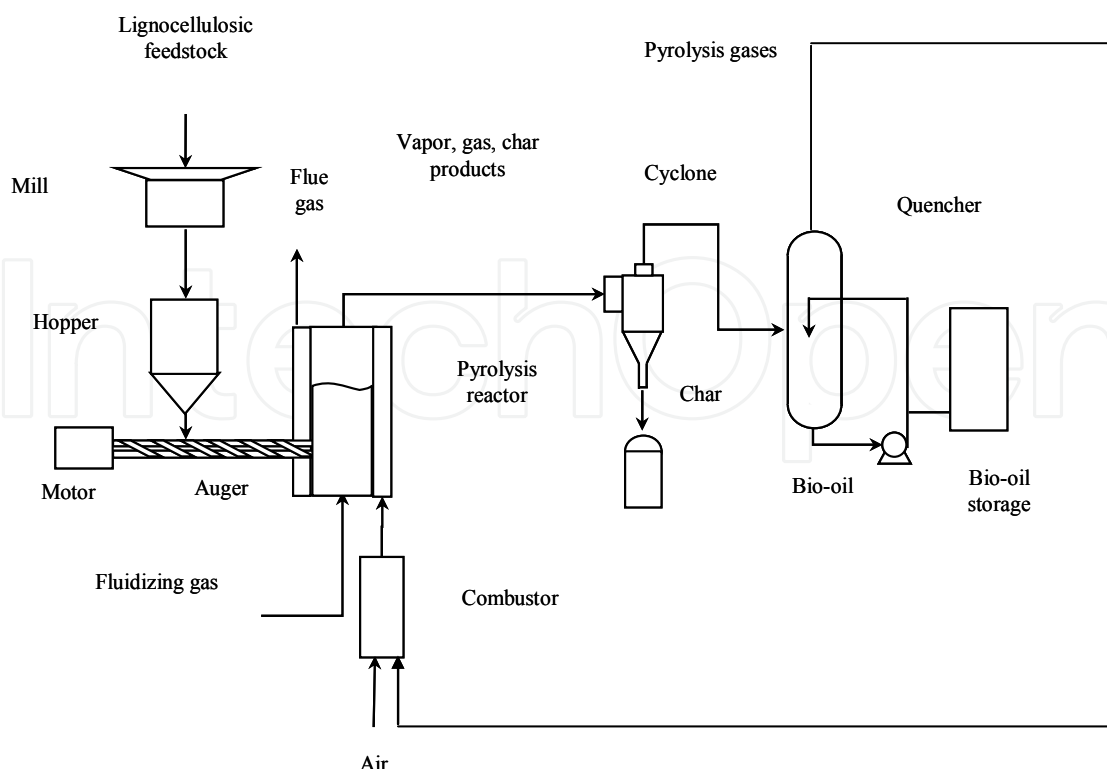 Lignocellulosic
feedstock
Pyrolysis gases
Vapor, gas, char
products
Mill
Flue
gas
Cyclone
Quencher
Hopper
Pyrolysis
reactor
Char
Motor
Auger
Bio-oil
Bio-oil
storage
Fluidizing gas
Combustor
Air
IntechOpen